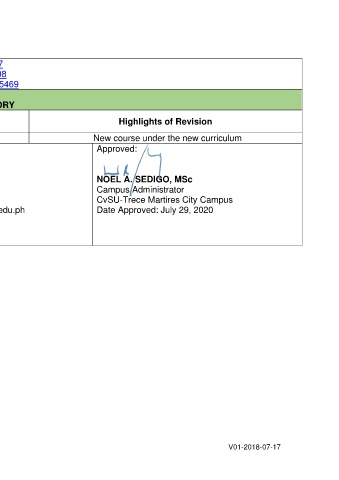 7
98
5469
ORY
Highlights of Revision
New course under the new curriculum
Approved:
NOEL A. SEDIGO, MSc
Campus Administrator
CvSU-Trece Martires City Campus
edu.ph
Date Approved: July 29, 2020
V01-2018-07-17